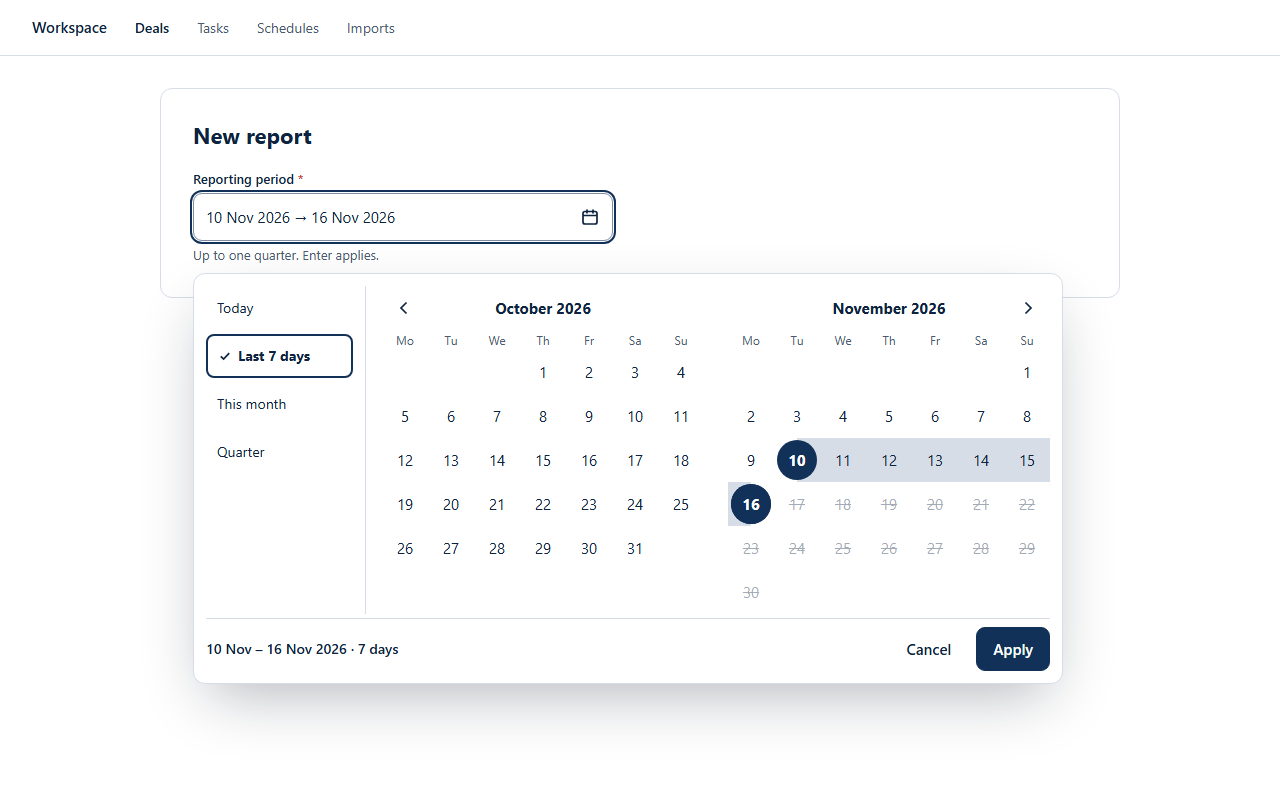 Workspace Deals Tasks Schedules Imports
New report
Reporting period *
10 Nov 2026 → 16 Nov 2026
Up to one quarter. Enter applies.
Today
Last 7 days
This month
Quarter
October 2026
Mo Tu We Th Fr Sa Su
1 2 3 4
5 6 7 8 9 10 11
12 13 14 15 16 17 18
19 20 21 22 23 24 25
26 27 28 29 30 31
November 2026
Mo Tu We Th Fr Sa Su
1
2 3 4 5 6 7 8
9 10 11 12 13 14 15
16 17 18 19 20 21 22
23 24 25 26 27 28 29
30
10 Nov – 16 Nov 2026 · 7 days
Cancel Apply